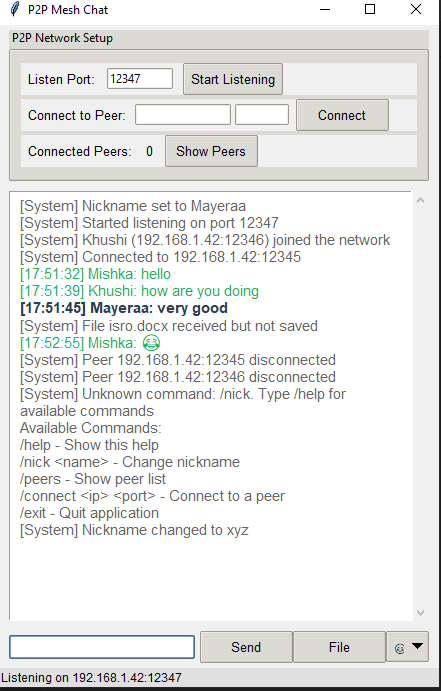 P2P Mesh Chat
P2P Network Setup
Listen Port: 12347 Start Listening
Connect to Peer: Connect
Connected Peers: 0 Show Peers
[System] Nickname set to Mayeraa
[System] Started listening on port 12347
[System] Khushi (192.168.1.42:12346) joined the network
[System] Connected to 192.168.1.42:12345
[17:51:32] Mishka: hello
[17:51:39] Khushi: how are you doing
[17:51:45] Mayeraa: very good
[System] File isro.docx received but not saved
[17:52:55] Mishka: 😂
[System] Peer 192.168.1.42:12345 disconnected
[System] Peer 192.168.1.42:12346 disconnected
[System] Unknown command: /nick. Type /help for
available commands
Available Commands:
/help - Show this help
/nick <name> - Change nickname
/peers - Show peer list
/connect <ip> <port> - Connect to a peer
/exit - Quit application
[System] Nickname changed to xyz
Send File
Listening on 192.168.1.42:12347